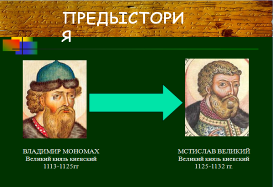 ПРЕДЫСТОРИ
Я
ВЛАДИМИР МОНОМАХ
Великий князь киевский
1113-1125гг
МСТИСЛАВ ВЕЛИКИЙ
Великий князь киевский
1125-1132 гг.